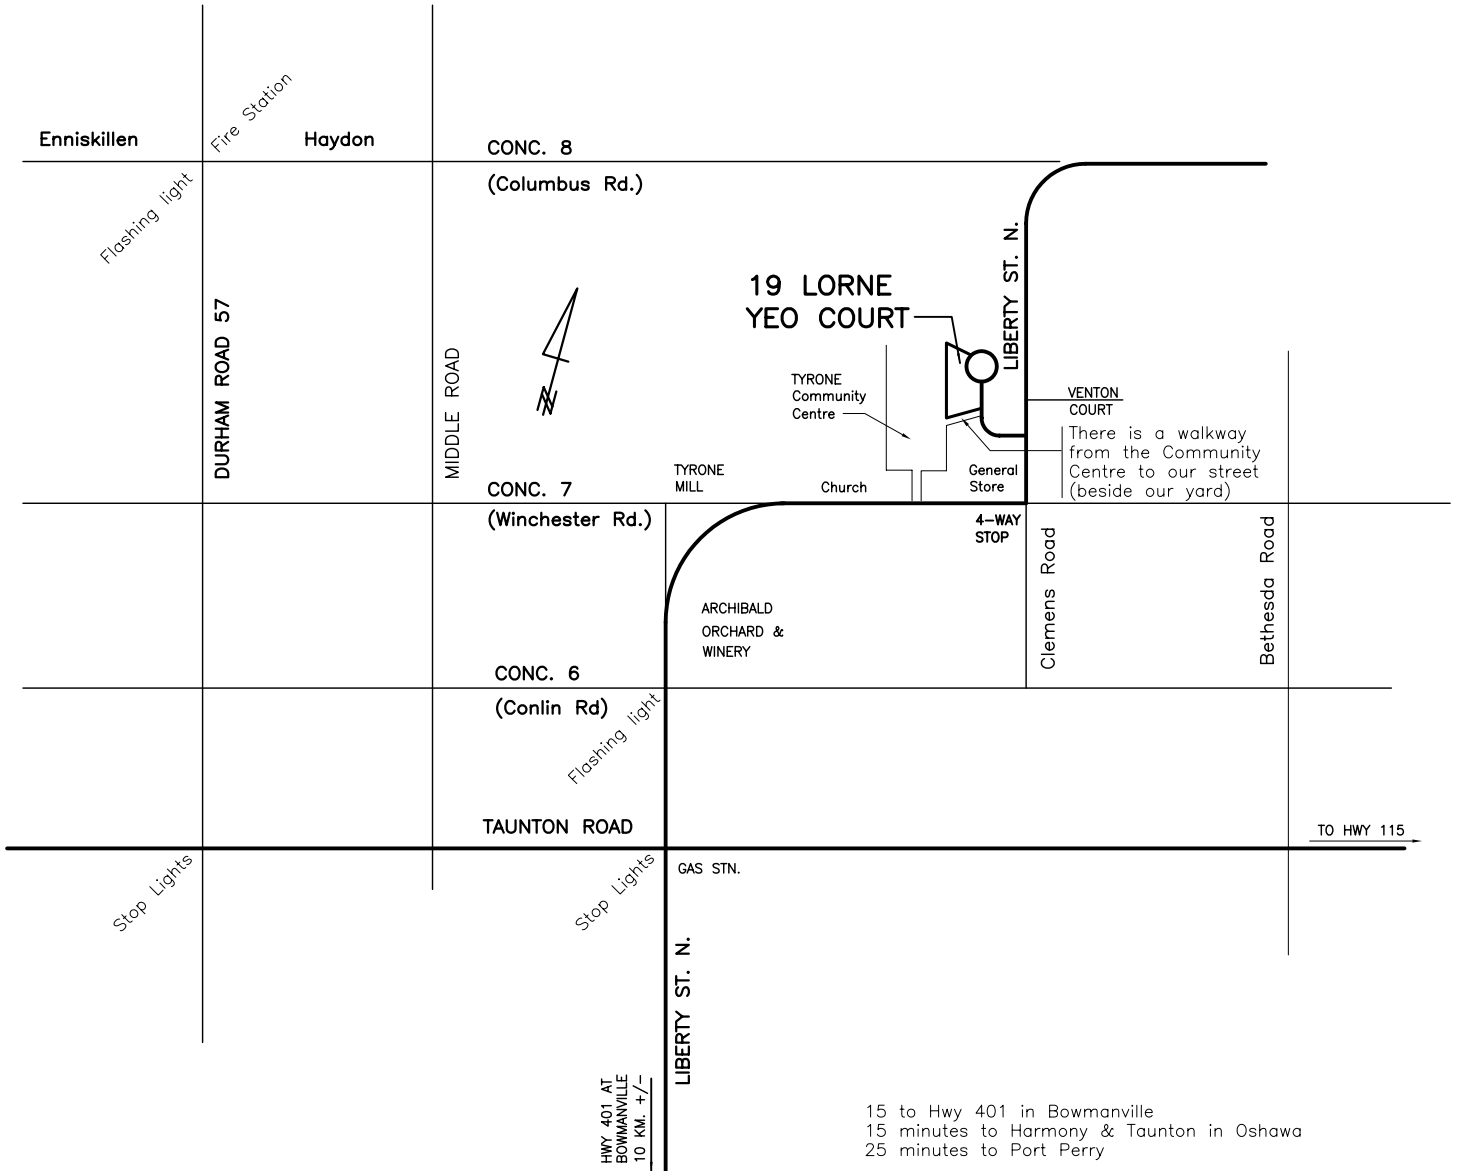 Fire Station
Enniskillen
Haydon
CONC. 8
(Columbus Rd.)
Flashing light
LIBERTY ST. N.
19 LORNE
YEO COURT
DURHAM ROAD 57
MIDDLE ROAD
N
TYRONE
Community
Centre
VENTON
COURT
There is a walkway
from the Community
Centre to our street
(beside our yard)
TYRONE
MILL
Church
General
Store
CONC. 7
(Winchester Rd.)
4-WAY
STOP
Clemens Road
Bethesda Road
ARCHIBALD
ORCHARD &
WINERY
CONC. 6
(Conlin Rd)
Flashing light
TAUNTON ROAD
TO HWY 115
Stop Lights
Stop Lights
GAS STN.
LIBERTY ST. N.
HWY 401 AT
BOWMANVILLE
10 KM. +/-
15 to Hwy 401 in Bowmanville
15 minutes to Harmony & Taunton in Oshawa
25 minutes to Port Perry